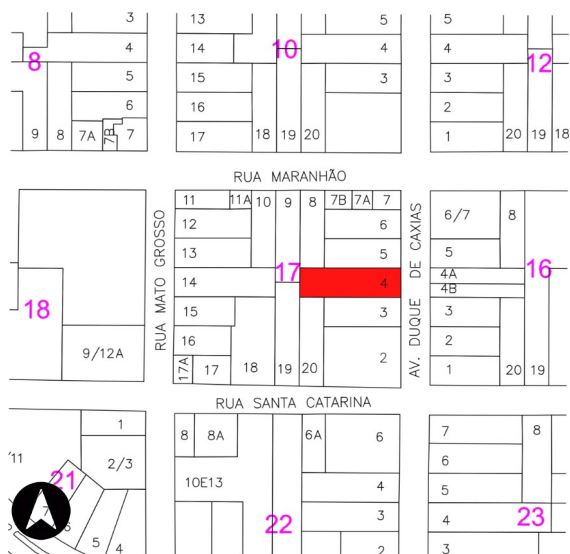 3 13 5 5
4 14 10 4 4 12
8
5 15 3 3
6 16 2
9 8 7A 7B 7 17 18 19 20 1 20 19 18
RUA MARANHÃO
11 11A 10 9 8 7B 7A 7 6/7 8
12 6
13 5 5
17 4A 16
14 4 4B
18 15 3 3
16 2
9/12A 17A 17 18 19 20 2 1 20 19
RUA MATO GROSSO
AV. DUQUE DE CAXIAS
RUA SANTA CATARINA
1 8 8A 6A 6 7 8
/11 2/3 6
21 10E13 4 5
7 3 4 23
6 22
5 4 2 3